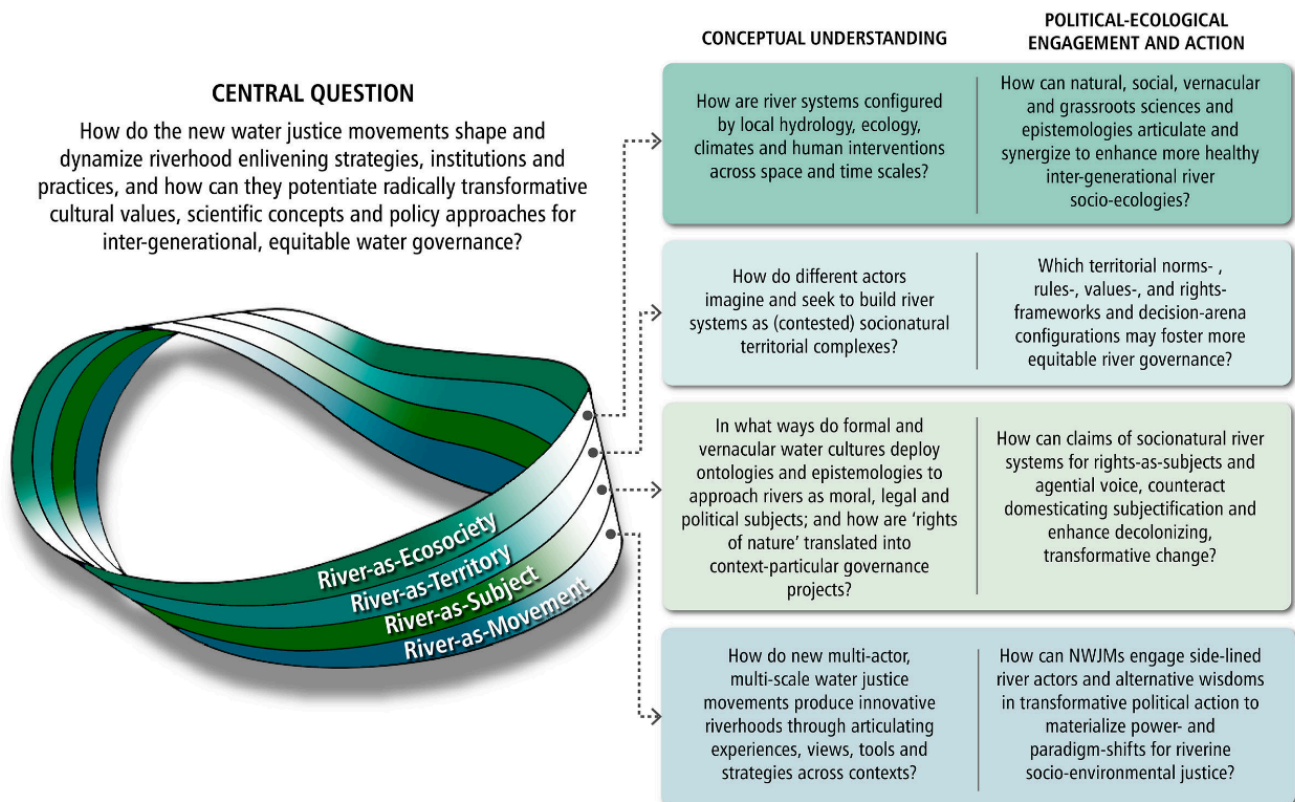 CENTRAL QUESTION
How do the new water justice movements shape and
dynamize riverhood enlivening strategies, institutions and
practices, and how can they potentiate radically transformative
cultural values, scientific concepts and policy approaches for
inter-generational, equitable water governance?
River-as-Ecosociety
River-as-Territory
River-as-Subject
River-as-Movement
CONCEPTUAL UNDERSTANDING
POLITICAL-ECOLOGICAL
ENGAGEMENT AND ACTION
How are river systems configured
by local hydrology, ecology,
climates and human interventions
across space and time scales?
How can natural, social, vernacular
and grassroots sciences and
epistemologies articulate and
synergize to enhance more healthy
inter-generational river
socio-ecologies?
How do different actors
imagine and seek to build river
systems as (contested) socionatural
territorial complexes?
Which territorial norms- ,
rules-, values-, and rights-
frameworks and decision-arena
configurations may foster more
equitable river governance?
In what ways do formal and
vernacular water cultures deploy
ontologies and epistemologies to
approach rivers as moral, legal and
political subjects; and how are ‘rights
of nature’ translated into
context-particular governance
projects?
How can claims of socionatural river
systems for rights-as-subjects and
agential voice, counteract
domesticating subjectification and
enhance decolonizing,
transformative change?
How do new multi-actor,
multi-scale water justice
movements produce innovative
riverhoods through articulating
experiences, views, tools and
strategies across contexts?
How can NWJMs engage side-lined
river actors and alternative wisdoms
in transformative political action to
materialize power- and
paradigm-shifts for riverine
socio-environmental justice?